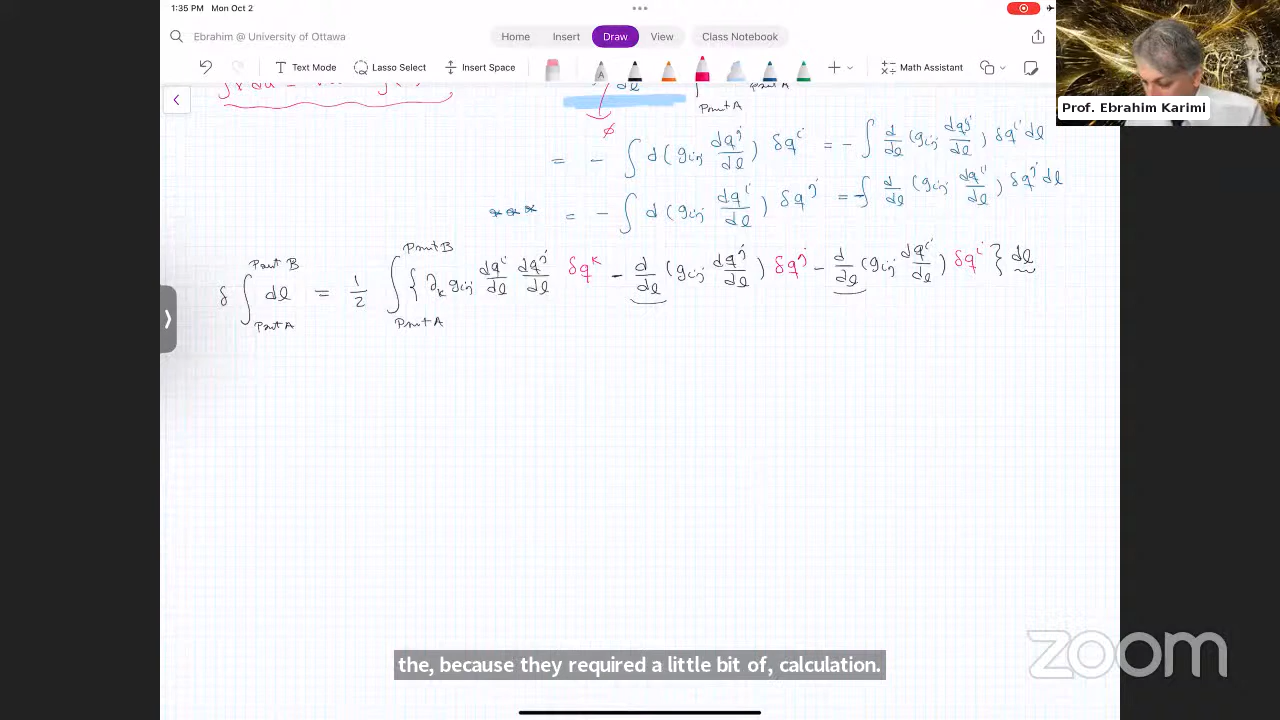 1:35 PM Mon Oct 2
Ebrahim @ University of Ottawa
Home Insert Draw View Class Notebook
Text Mode Lasso Select Insert Space Math Assistant
Prof. Ebrahim Karimi
dl
Point A
Point A
φ
= - ∫ d(g_ij dq^j/dl) δq^i = - ∫ d/dl (g_ij dq^j/dl) δq^i dl
*** = - ∫ d(g_ij dq^i/dl) δq^j = - ∫ d/dl (g_ij dq^i/dl) δq^j dl
Point B Point B
δ ∫ dl = 1/2 ∫ { ∂_k g_ij dq^i/dl dq^j/dl δq^k - d/dl (g_ij dq^j/dl) δq^j - d/dl (g_ij dq^i/dl) δq^i } dl
Point A Point A
the, because they required a little bit of, calculation.
zoom